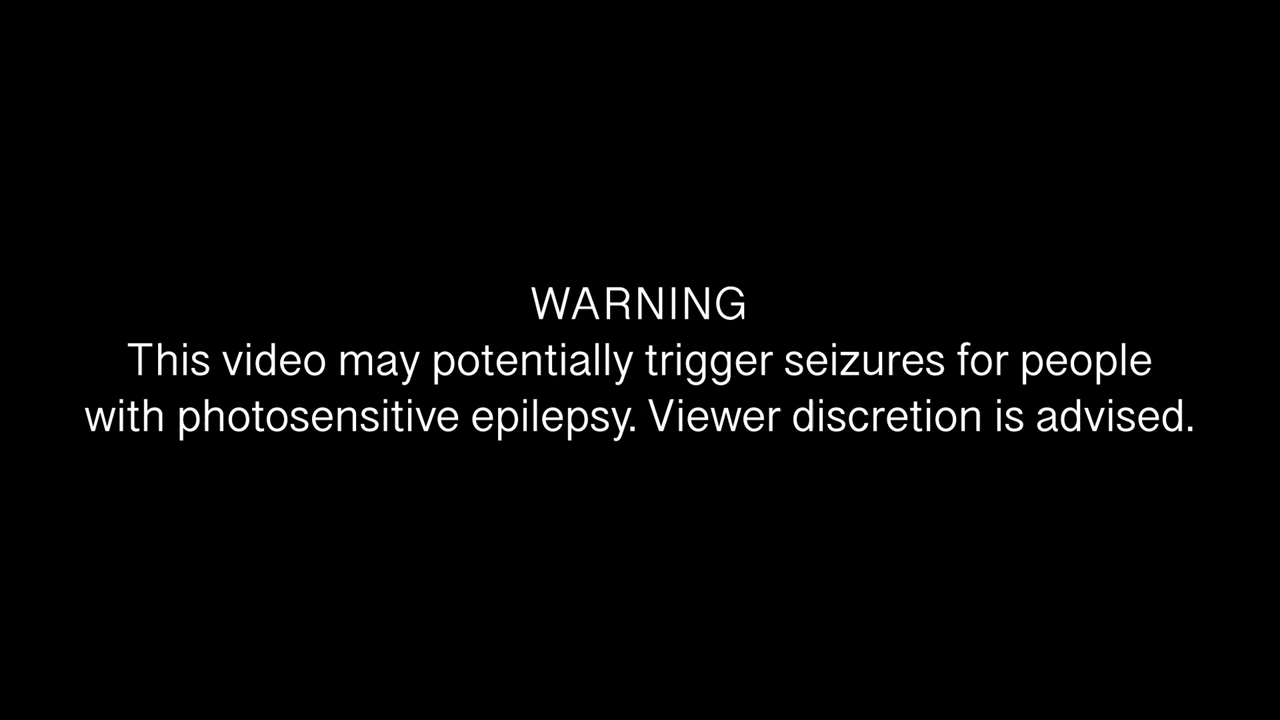 WARNING
This video may potentially trigger seizures for people
with photosensitive epilepsy. Viewer discretion is advised.